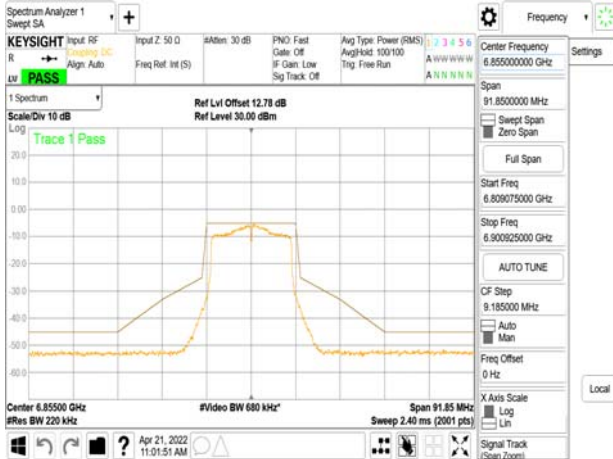 Spectrum Analyzer 1
Swept SA
+
Frequency
KEYSIGHT
R
LV PASS
Input: RF
Coupling: DC
Align: Auto
Input Z: 50 Ω
Freq Ref: Int (S)
#Atten: 30 dB
PNO: Fast
Gate: Off
IF Gain: Low
Sig Track: Off
Avg Type: Power (RMS)
Avg|Hold: 100/100
Trig: Free Run
1 2 3 4 5 6
A W W W W W
A N N N N N
1 Spectrum
Scale/Div 10 dB
Ref Lvl Offset 12.78 dB
Ref Level 30.00 dBm
Log
Trace 1 Pass
20.0
10.0
0.00
-10.0
-20.0
-30.0
-40.0
-50.0
-60.0
Center 6.85500 GHz
#Res BW 220 kHz
#Video BW 680 kHz*
Span 91.85 MHz
Sweep 2.40 ms (2001 pts)
?
Apr 21, 2022
11:01:51 AM
Center Frequency
6.855000000 GHz
Settings
Span
91.8500000 MHz
Swept Span
Zero Span
Full Span
Start Freq
6.809075000 GHz
Stop Freq
6.900925000 GHz
AUTO TUNE
CF Step
9.185000 MHz
Auto
Man
Freq Offset
0 Hz
Local
X Axis Scale
Log
Lin
Signal Track
(Span Zoom)